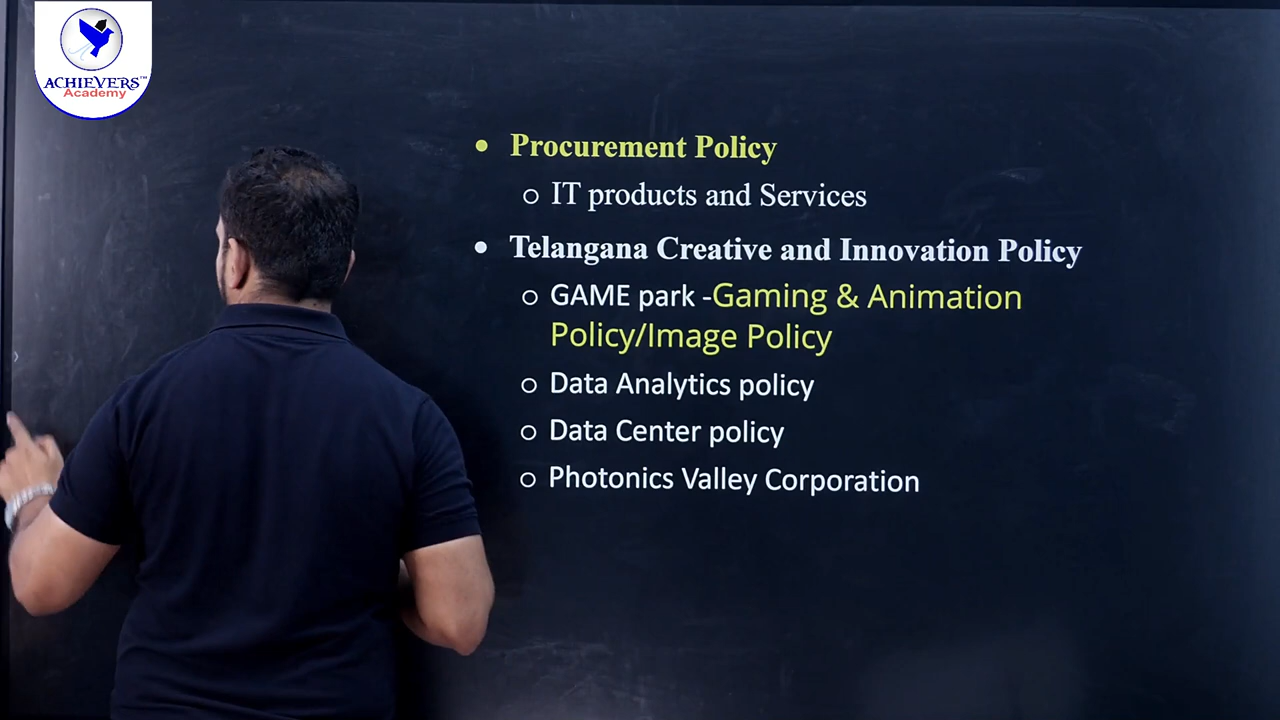 ACHIEVERS™
Academy
• Procurement Policy
o IT products and Services
• Telangana Creative and Innovation Policy
o GAME park -Gaming & Animation
Policy/Image Policy
o Data Analytics policy
o Data Center policy
o Photonics Valley Corporation